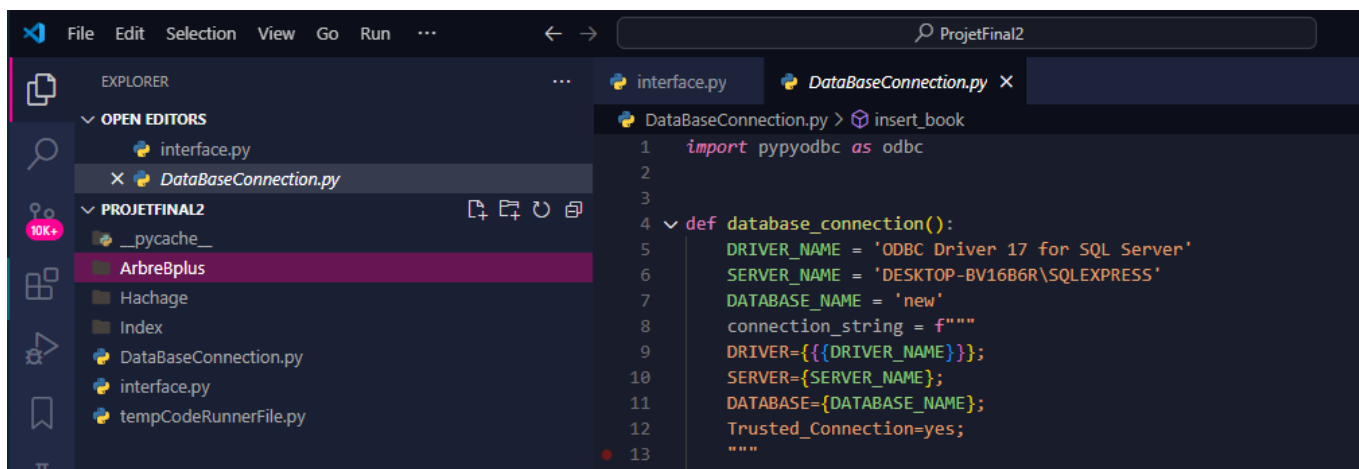 File Edit Selection View Go Run ··· ← → ProjetFinal2
EXPLORER ···
OPEN EDITORS
interface.py
DataBaseConnection.py
PROJETFINAL2
10K+
__pycache__
ArbreBplus
Hachage
Index
DataBaseConnection.py
interface.py
tempCodeRunnerFile.py
interface.py DataBaseConnection.py
DataBaseConnection.py > insert_book
1 import pypyodbc as odbc
2
3
4 def database_connection():
5 DRIVER_NAME = 'ODBC Driver 17 for SQL Server'
6 SERVER_NAME = 'DESKTOP-BV16B6R\SQLEXPRESS'
7 DATABASE_NAME = 'new'
8 connection_string = f"""
9 DRIVER={{{DRIVER_NAME}}};
10 SERVER={SERVER_NAME};
11 DATABASE={DATABASE_NAME};
12 Trusted_Connection=yes;
13 """